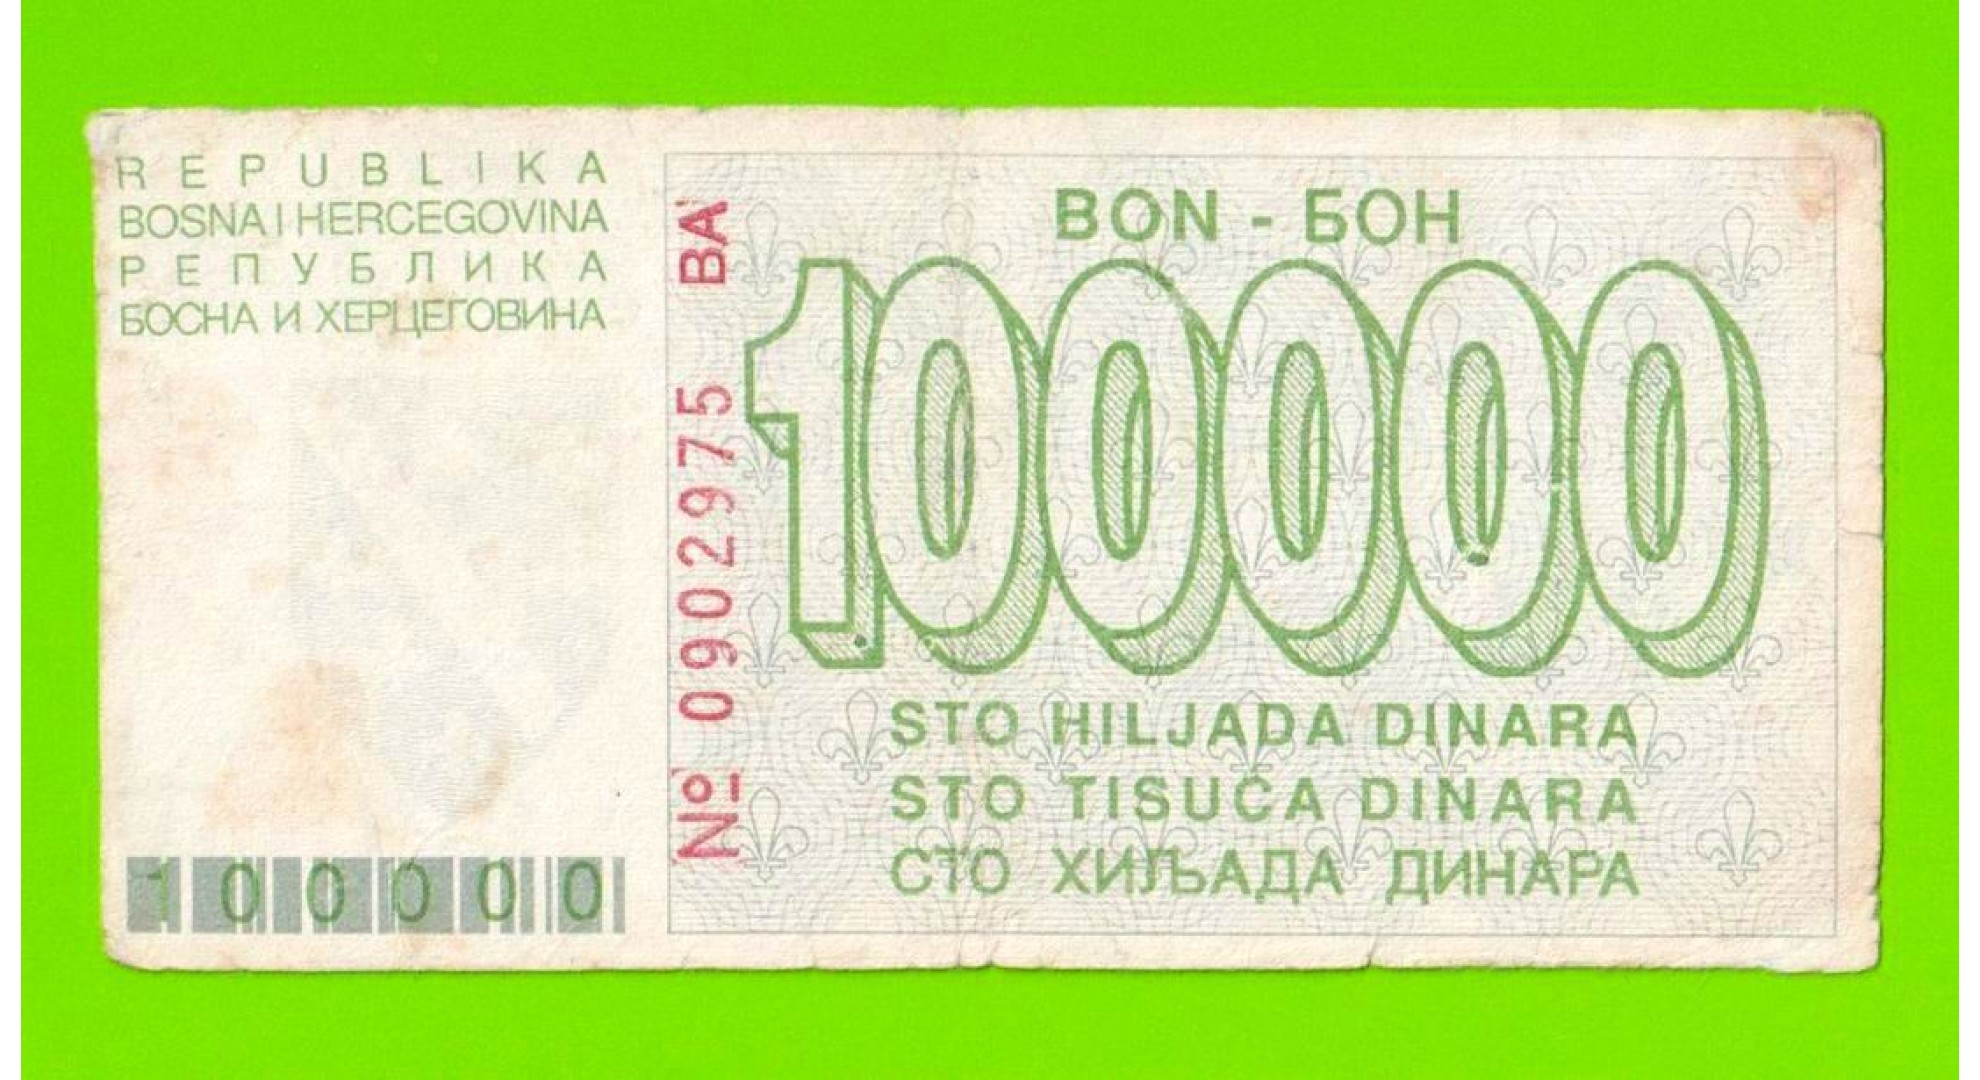 REPUBLIKA
BOSNA I HERCEGOVINA
РЕПУБЛИКА
БОСНА И ХЕРЦЕГОВИНА
100000
№ 0902975 BA
BON - БОН
100000
STO HILJADA DINARA
STO TISUĆA DINARA
СТО ХИЉАДА ДИНАРА